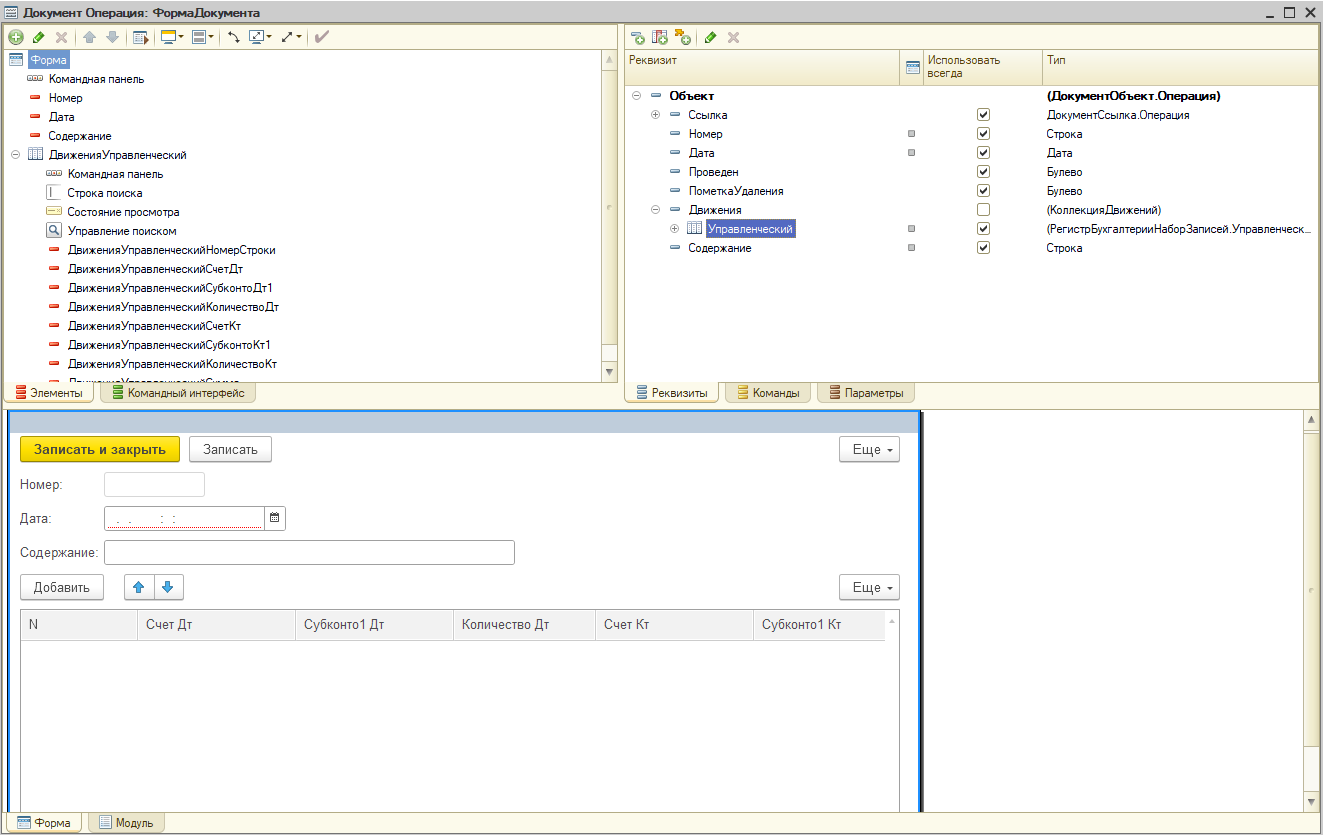 Документ Операция: ФормаДокумента
Форма
Командная панель
Номер
Дата
Содержание
ДвиженияУправленческий
Командная панель
Строка поиска
Состояние просмотра
Управление поиском
ДвиженияУправленческийНомерСтроки
ДвиженияУправленческийСчетДт
ДвиженияУправленческийСубконтоДт1
ДвиженияУправленческийКоличествоДт
ДвиженияУправленческийСчетКт
ДвиженияУправленческийСубконтоКт1
ДвиженияУправленческийКоличествоКт
ДвиженияУправленческийСумма
Элементы Командный интерфейс
Реквизит Использовать всегда Тип
Объект (ДокументОбъект.Операция)
Ссылка ДокументСсылка.Операция
Номер Строка
Дата Дата
Проведен Булево
ПометкаУдаления Булево
Движения (КоллекцияДвижений)
Управленческий (РегистрБухгалтерииНаборЗаписей.Управленческ...
Содержание Строка
Реквизиты Команды Параметры
Записать и закрыть Записать Еще
Номер:
Дата: . . : :
Содержание:
Добавить Еще
N Счет Дт Субконто1 Дт Количество Дт Счет Кт Субконто1 Кт
Форма Модуль